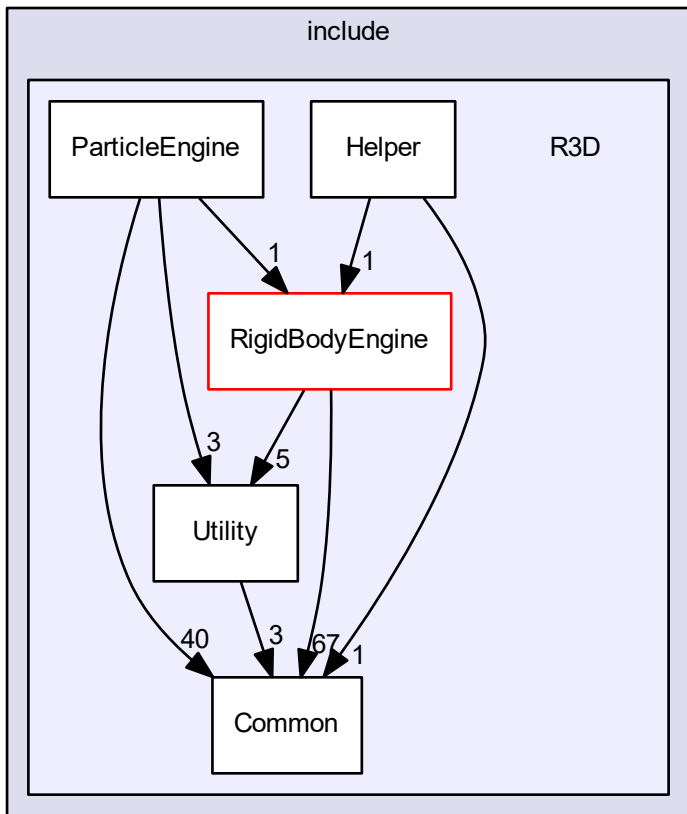 include
ParticleEngine
Helper
R3D
1
1
RigidBodyEngine
3
5
Utility
40
3
67
1
Common